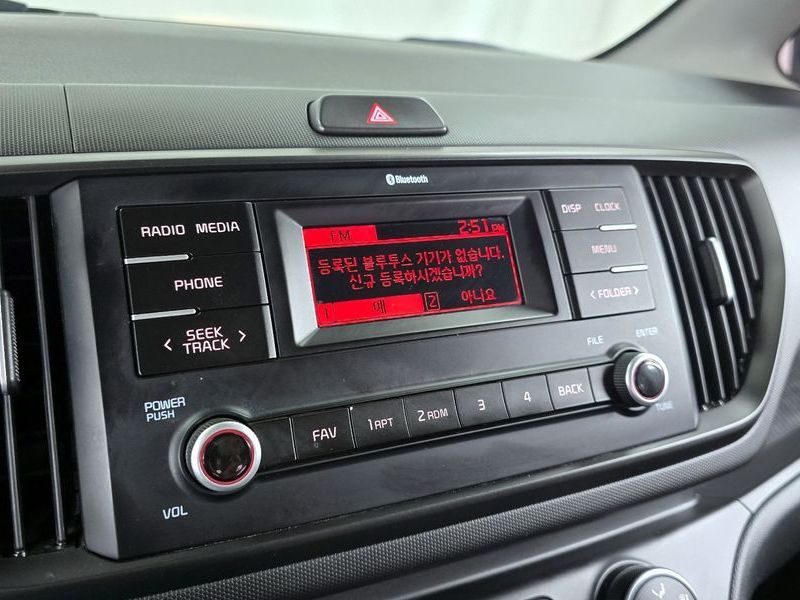 Bluetooth
RADIO MEDIA
PHONE
< SEEK TRACK >
POWER
PUSH
VOL
FM 2:51 PM
등록된 블루투스 기기가 없습니다.
신규 등록하시겠습니까?
1 예 2 아니요
DISP CLOCK
MENU
< FOLDER >
FILE
ENTER
TUNE
FAV
1 RPT
2 RDM
3
4
BACK